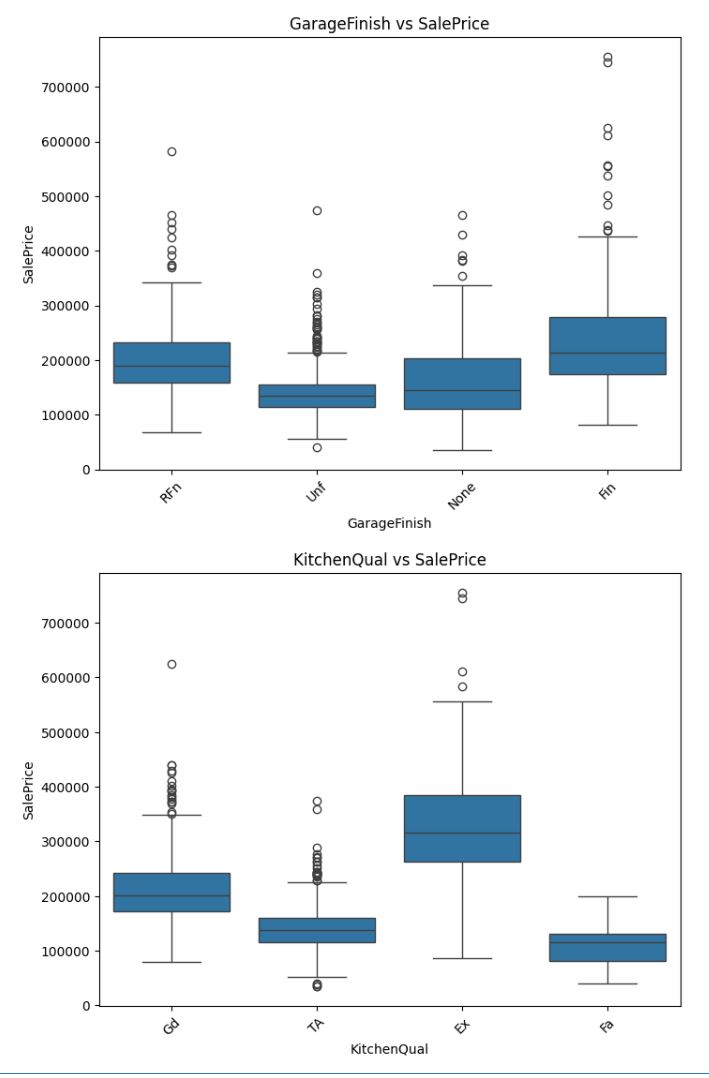 GarageFinish vs SalePrice
700000
600000
500000
400000
300000
200000
100000
0
SalePrice
RFn
Unf
None
Fin
GarageFinish
KitchenQual vs SalePrice
700000
600000
500000
400000
300000
200000
100000
0
SalePrice
Gd
TA
Ex
Fa
KitchenQual